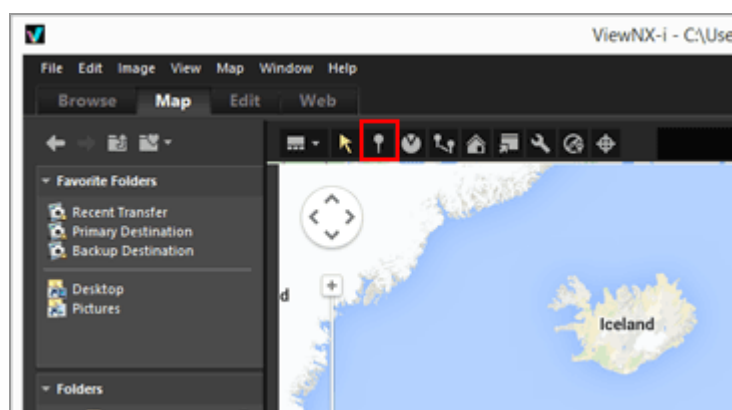 ViewNX-i - C:\Use
File Edit Image View Map Window Help
Browse Map Edit Web
Favorite Folders
Recent Transfer
Primary Destination
Backup Destination
Desktop
Pictures
d
Iceland
Folders